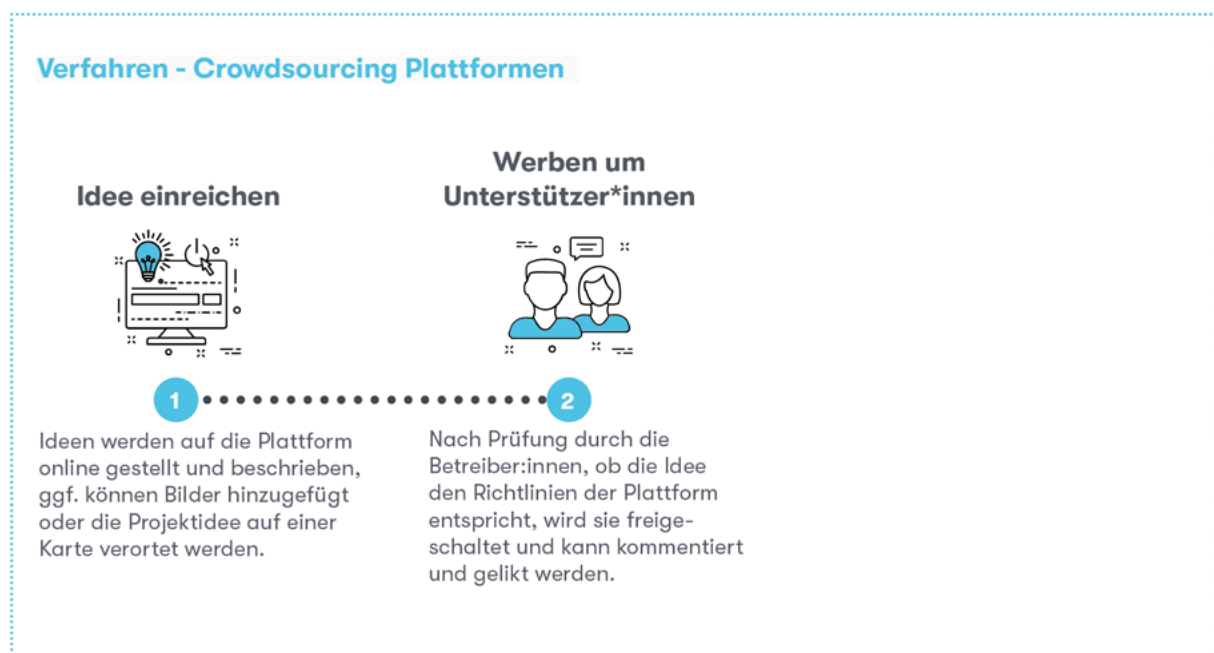 Verfahren - Crowdsourcing Plattformen
Idee einreichen
1
Ideen werden auf die Plattform
online gestellt und beschrieben,
ggf. können Bilder hinzugefügt
oder die Projektidee auf einer
Karte verortet werden.
Werben um
Unterstützer*innen
2
Nach Prüfung durch die
Betreiber:innen, ob die Idee
den Richtlinien der Plattform
entspricht, wird sie freige-
schaltet und kann kommentiert
und gelikt werden.